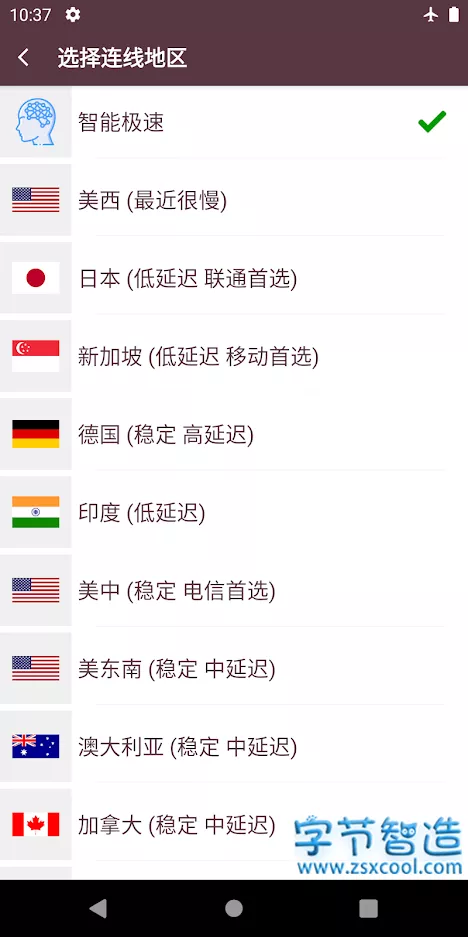 10:37
选择连线地区
智能极速
美西 (最近很慢)
日本 (低延迟 联通首选)
新加坡 (低延迟 移动首选)
德国 (稳定 高延迟)
印度 (低延迟)
美中 (稳定 电信首选)
美东南 (稳定 中延迟)
澳大利亚 (稳定 中延迟)
加拿大 (稳定 中延迟)
字节智造
www.zsxcool.com